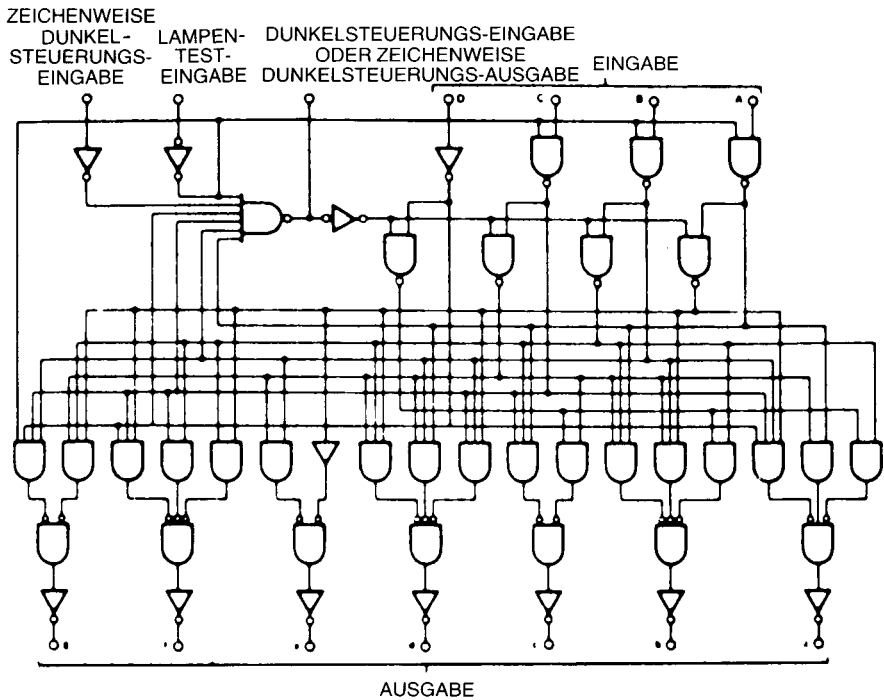 ZEICHENWEISE
DUNKEL-
STEUERUNGS-
EINGABE
LAMPEN-
TEST-
EINGABE
DUNKELSTEUERUNGS-EINGABE
ODER ZEICHENWEISE
DUNKELSTEUERUNGS-AUSGABE
EINGABE
D
C
B
A
AUSGABE